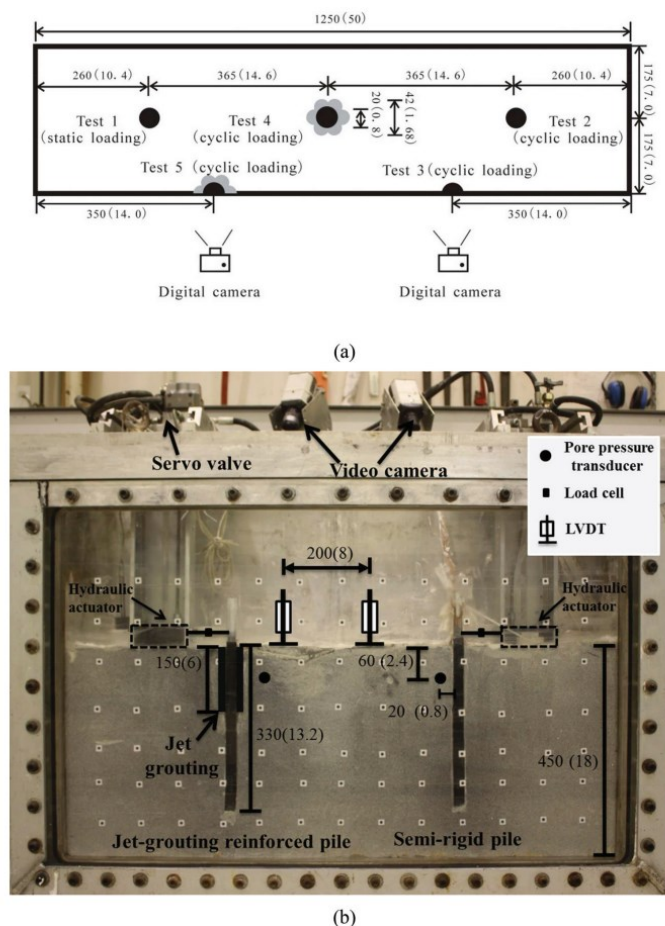 1250(50)
260(10.4)
365(14.6)
365(14.6)
260(10.4)
175(7.0)
Test 1
(static loading)
Test 4
(cyclic loading)
20(0.8)
42(1.68)
Test 2
(cyclic loading)
175(7.0)
Test 5 (cyclic loading)
Test 3(cyclic loading)
350(14.0)
350(14.0)
Digital camera
Digital camera
(a)
Servo valve
Video camera
Pore pressure
transducer
Load cell
LVDT
200(8)
Hydraulic
actuator
Hydraulic
actuator
150(6)
60 (2.4)
20 (0.8)
Jet
grouting
330(13.2)
450 (18)
Jet-grouting reinforced pile
Semi-rigid pile
(b)